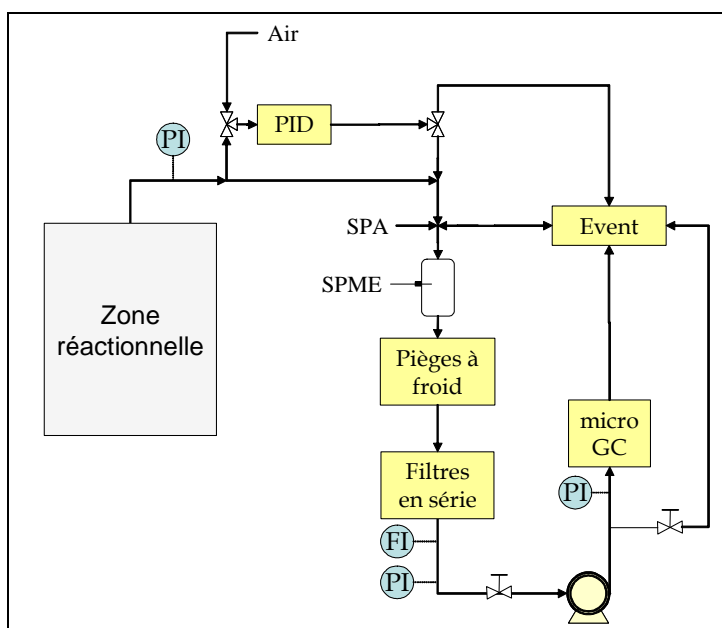 Air
PID
PI
SPA
Event
SPME
Zone
réactionnelle
Pièges à
froid
micro
GC
Filtres
en série
PI
FI
PI